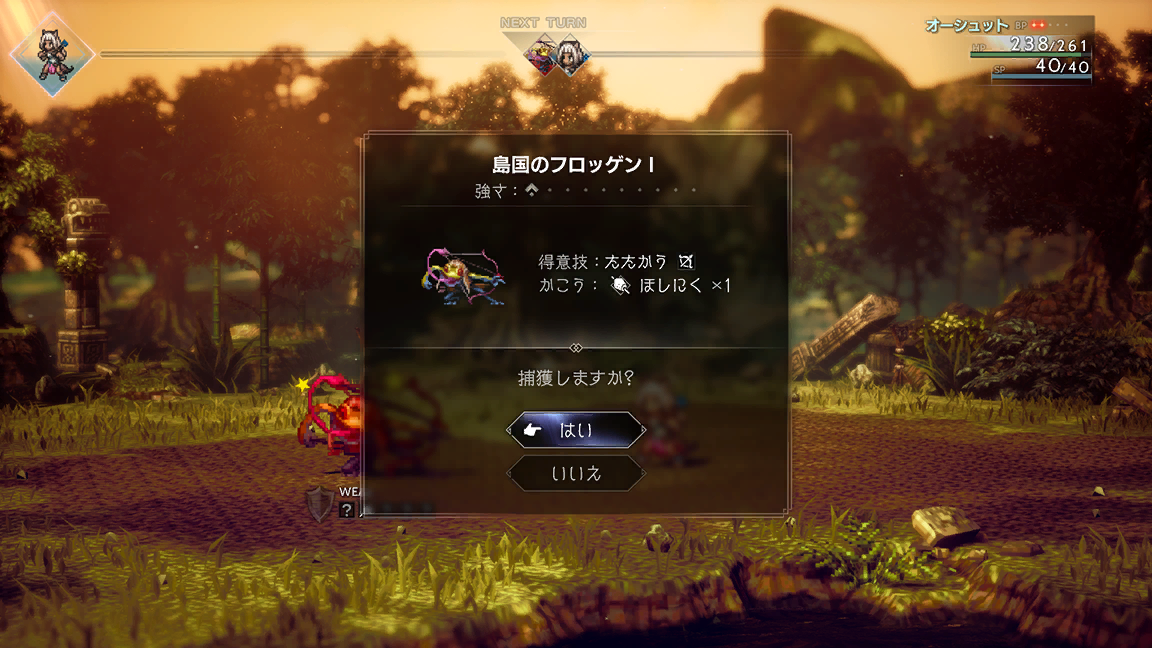 NEXT TURN
オーシュット BP
HP 238/261
SP 40/40
島国のフロッゲン I
強さ：
得意技：たたかう
かこう： ほしにく ×1
捕獲しますか?
はい
いいえ
?